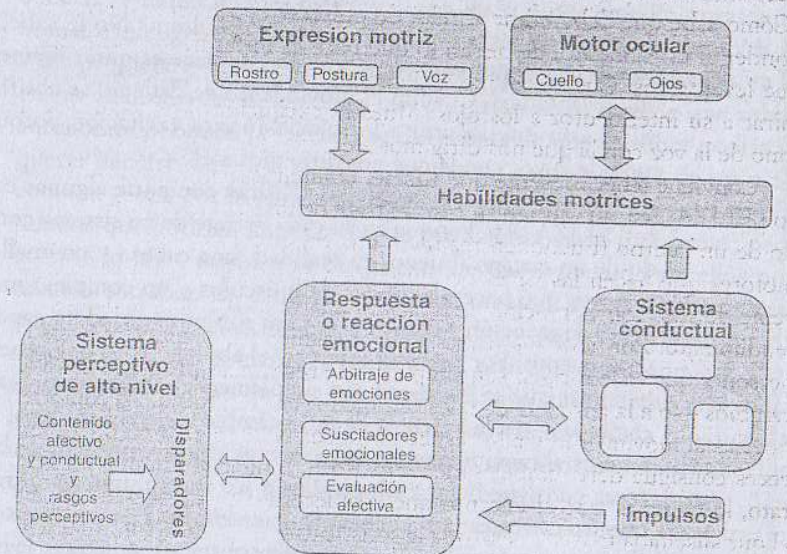 Expresión motriz
Rostro Postura Voz
Motor ocular
Cuello Ojos
Habilidades motrices
Sistema
perceptivo
de alto nivel
Contenido
afectivo
y conductual
y
rasgos
perceptivos
Disparadores
Respuesta
o reacción
emocional
Arbitraje de
emociones
Suscitadores
emocionales
Evaluación
afectiva
Sistema
conductual
Impulsos